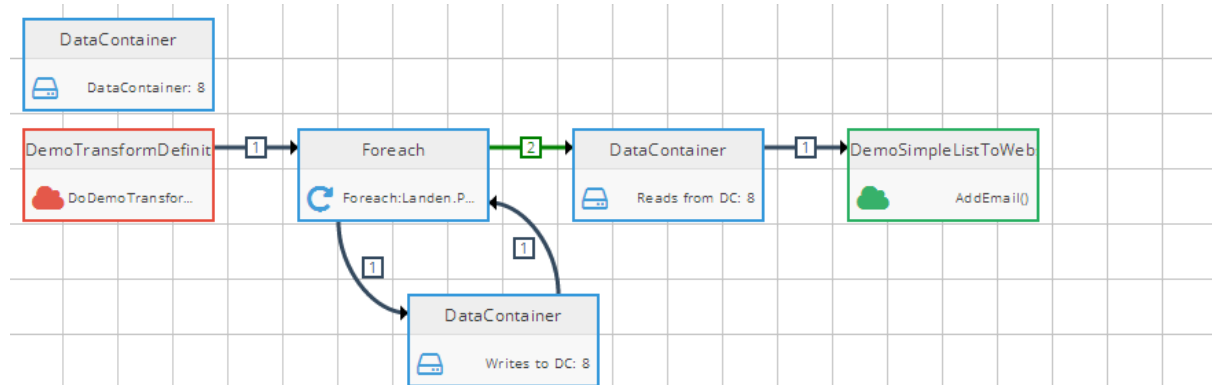 DataContainer
DataContainer: 8
DemoTransformDefinit
DoDemoTransfor...
1
Foreach
Foreach:Landen.P...
2
DataContainer
Reads from DC: 8
1
DemoSimpleListToWeb
AddEmail()
1
1
DataContainer
Writes to DC: 8